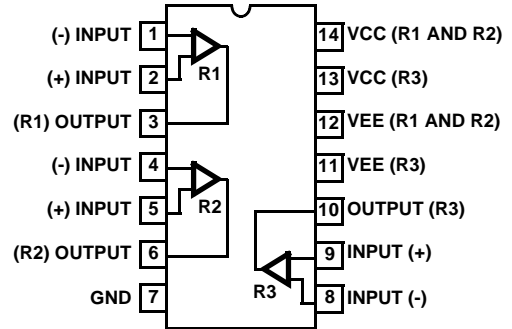 (-) INPUT 1
(+) INPUT 2
(R1) OUTPUT 3
(-) INPUT 4
(+) INPUT 5
(R2) OUTPUT 6
GND 7
R1
R2
R3
14 VCC (R1 AND R2)
13 VCC (R3)
12 VEE (R1 AND R2)
11 VEE (R3)
10 OUTPUT (R3)
9 INPUT (+)
8 INPUT (-)